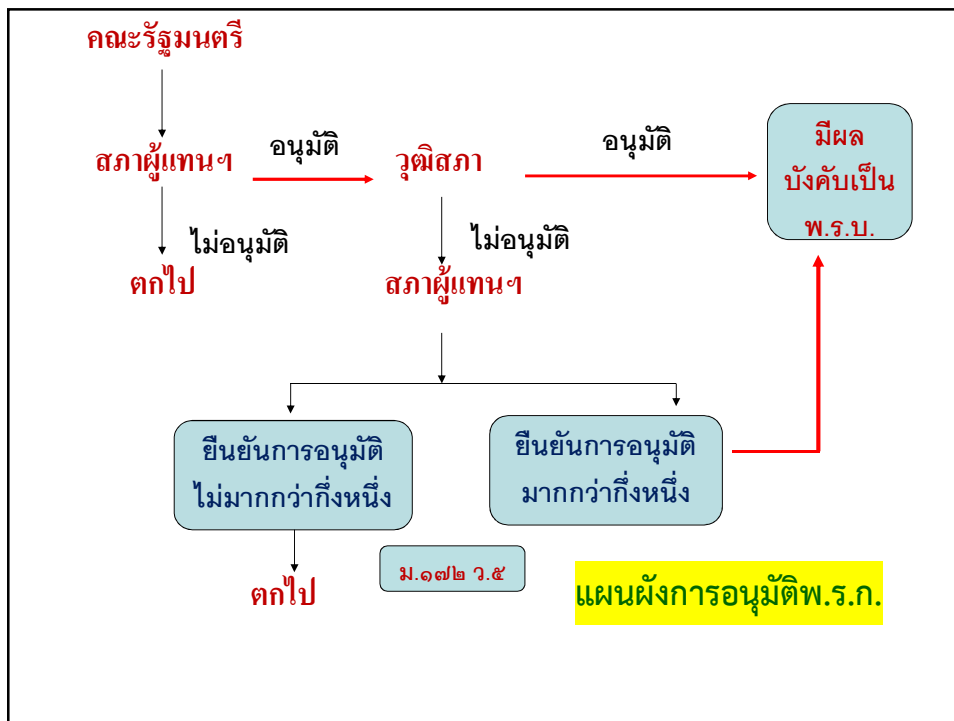 คณะรัฐมนตรี
สภาผู้แทนฯ
อนุมัติ
วุฒิสภา
อนุมัติ
มีผล
บังคับเป็น
พ.ร.บ.
ไม่อนุมัติ
ไม่อนุมัติ
ตกไป
สภาผู้แทนฯ
ยืนยันการอนุมัติ
ไม่มากกว่ากึ่งหนึ่ง
ยืนยันการอนุมัติ
มากกว่ากึ่งหนึ่ง
ม.๑๗๒ ว.๕
ตกไป
แผนผังการอนุมัติพ.ร.ก.